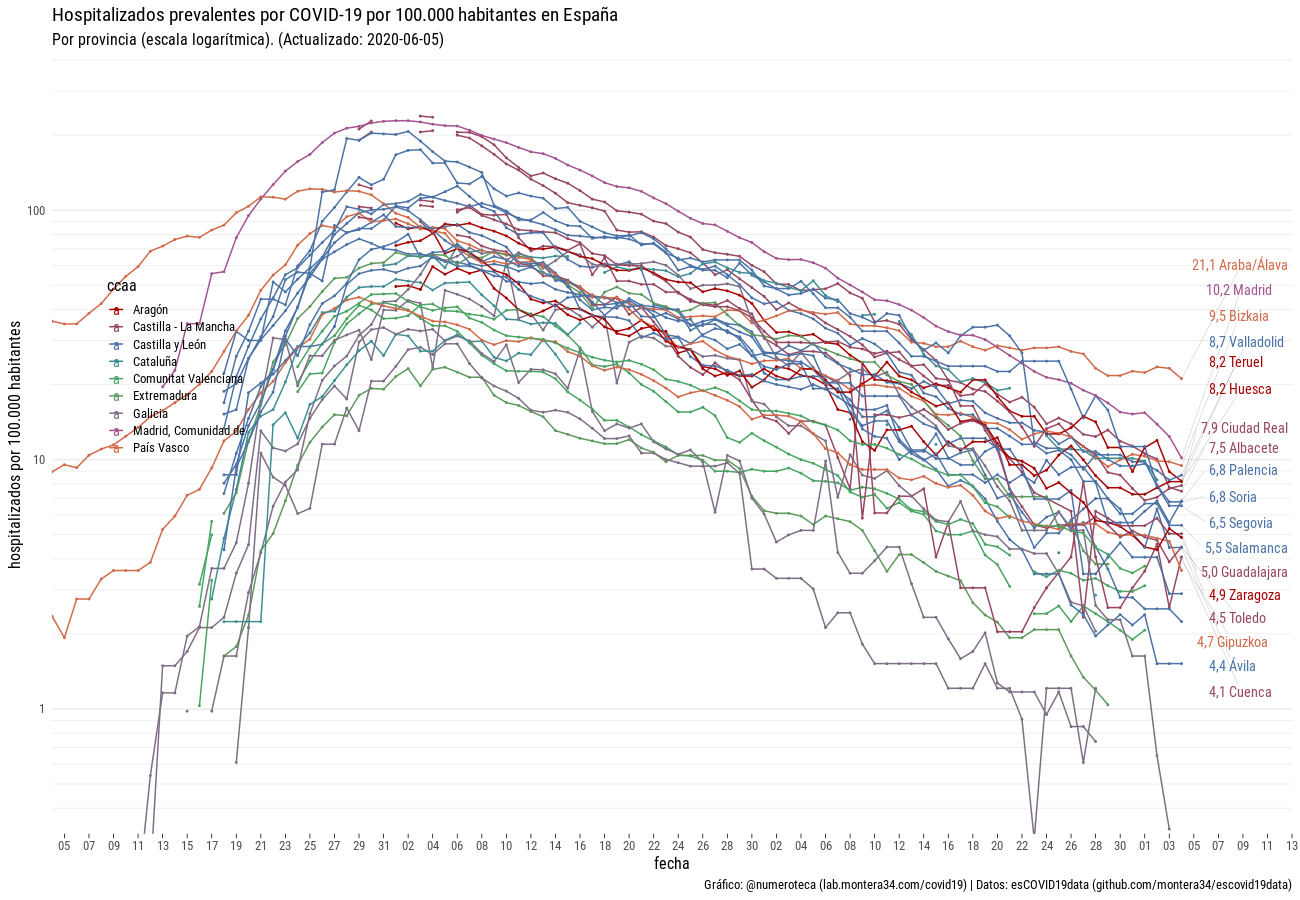 Hospitalizados prevalentes por COVID-19 por 100.000 habitantes en España
Por provincia (escala logarítmica). (Actualizado: 2020-06-05)
hospitalizados por 100.000 habitantes
100
10
1
ccaa
Aragón
Castilla - La Mancha
Castilla y León
Cataluña
Comunitat Valenciana
Extremadura
Galicia
Madrid, Comunidad de
País Vasco
21,1 Araba/Álava
10,2 Madrid
9,5 Bizkaia
8,7 Valladolid
8,2 Teruel
8,2 Huesca
7,9 Ciudad Real
7,5 Albacete
6,8 Palencia
6,8 Soria
6,5 Segovia
5,5 Salamanca
5,0 Guadalajara
4,9 Zaragoza
4,5 Toledo
4,7 Gipuzkoa
4,4 Ávila
4,1 Cuenca
05 07 09 11 13 15 17 19 21 23 25 27 29 31 02 04 06 08 10 12 14 16 18 20 22 24 26 28 30 02 04 06 08 10 12 14 16 18 20 22 24 26 28 30 01 03 05 07 09 11 13
fecha
Gráfico: @numeroteca (lab.montera34.com/covid19) | Datos: esCOVID19data (github.com/montera34/escovid19data)